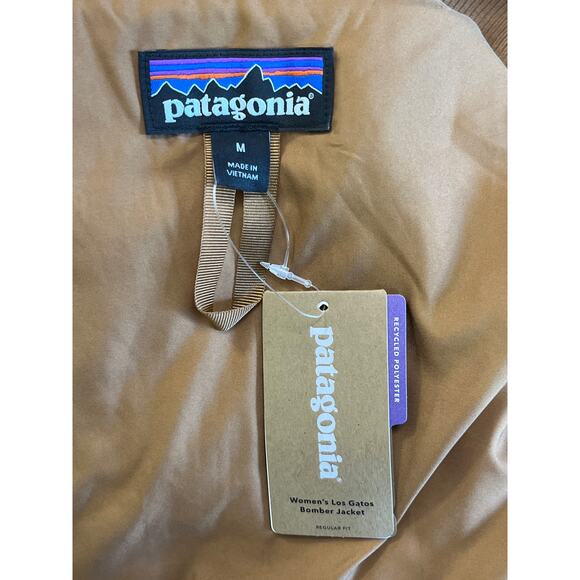 patagonia®
M
MADE IN
VIETNAM
patagonia®
RECYCLED POLYESTER
Women's Los Gatos
Bomber Jacket
REGULAR FIT